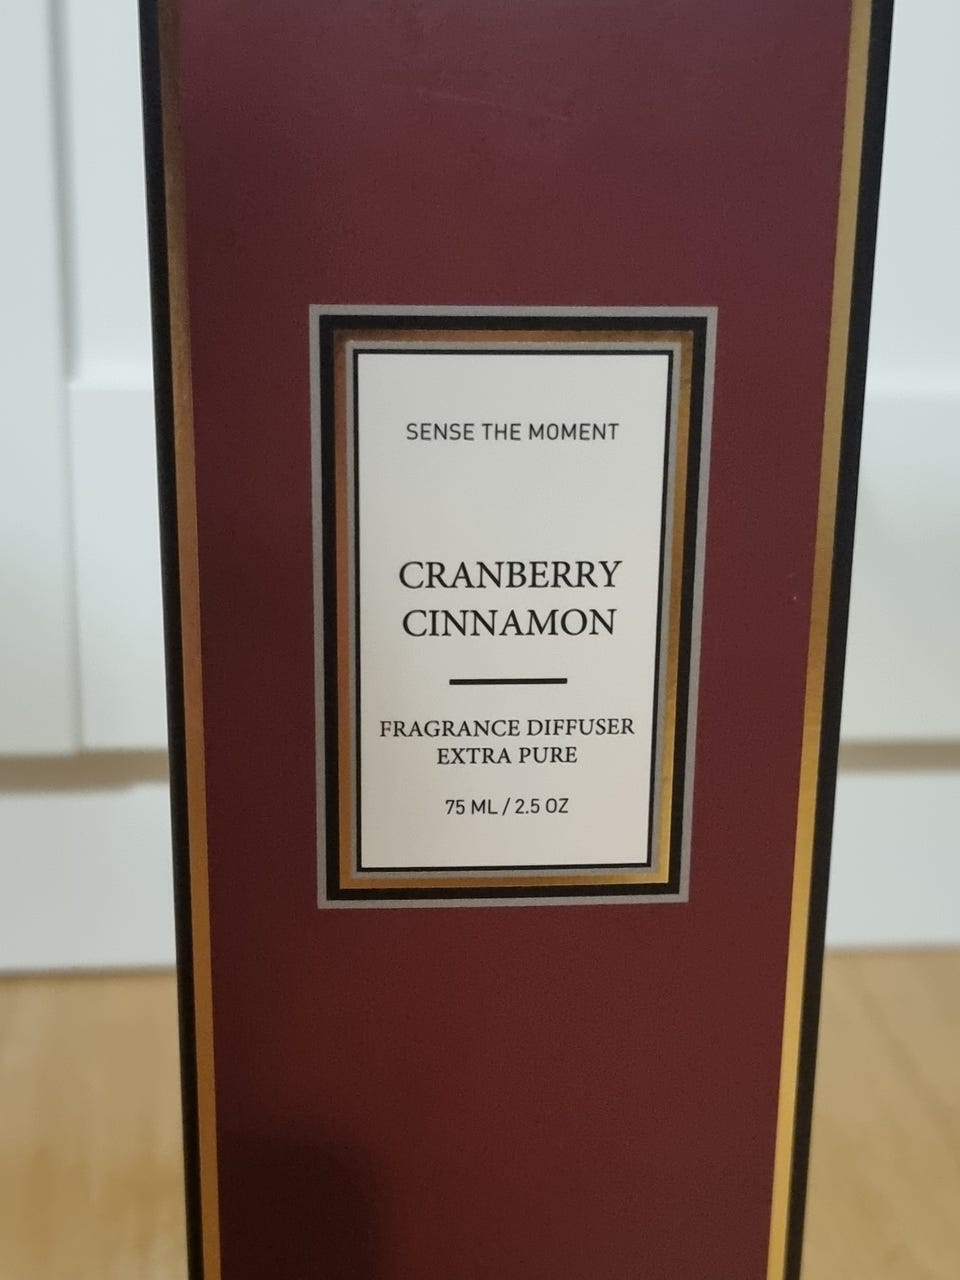 SENSE THE MOMENT
CRANBERRY
CINNAMON
FRAGRANCE DIFFUSER
EXTRA PURE
75 ML / 2.5 OZ